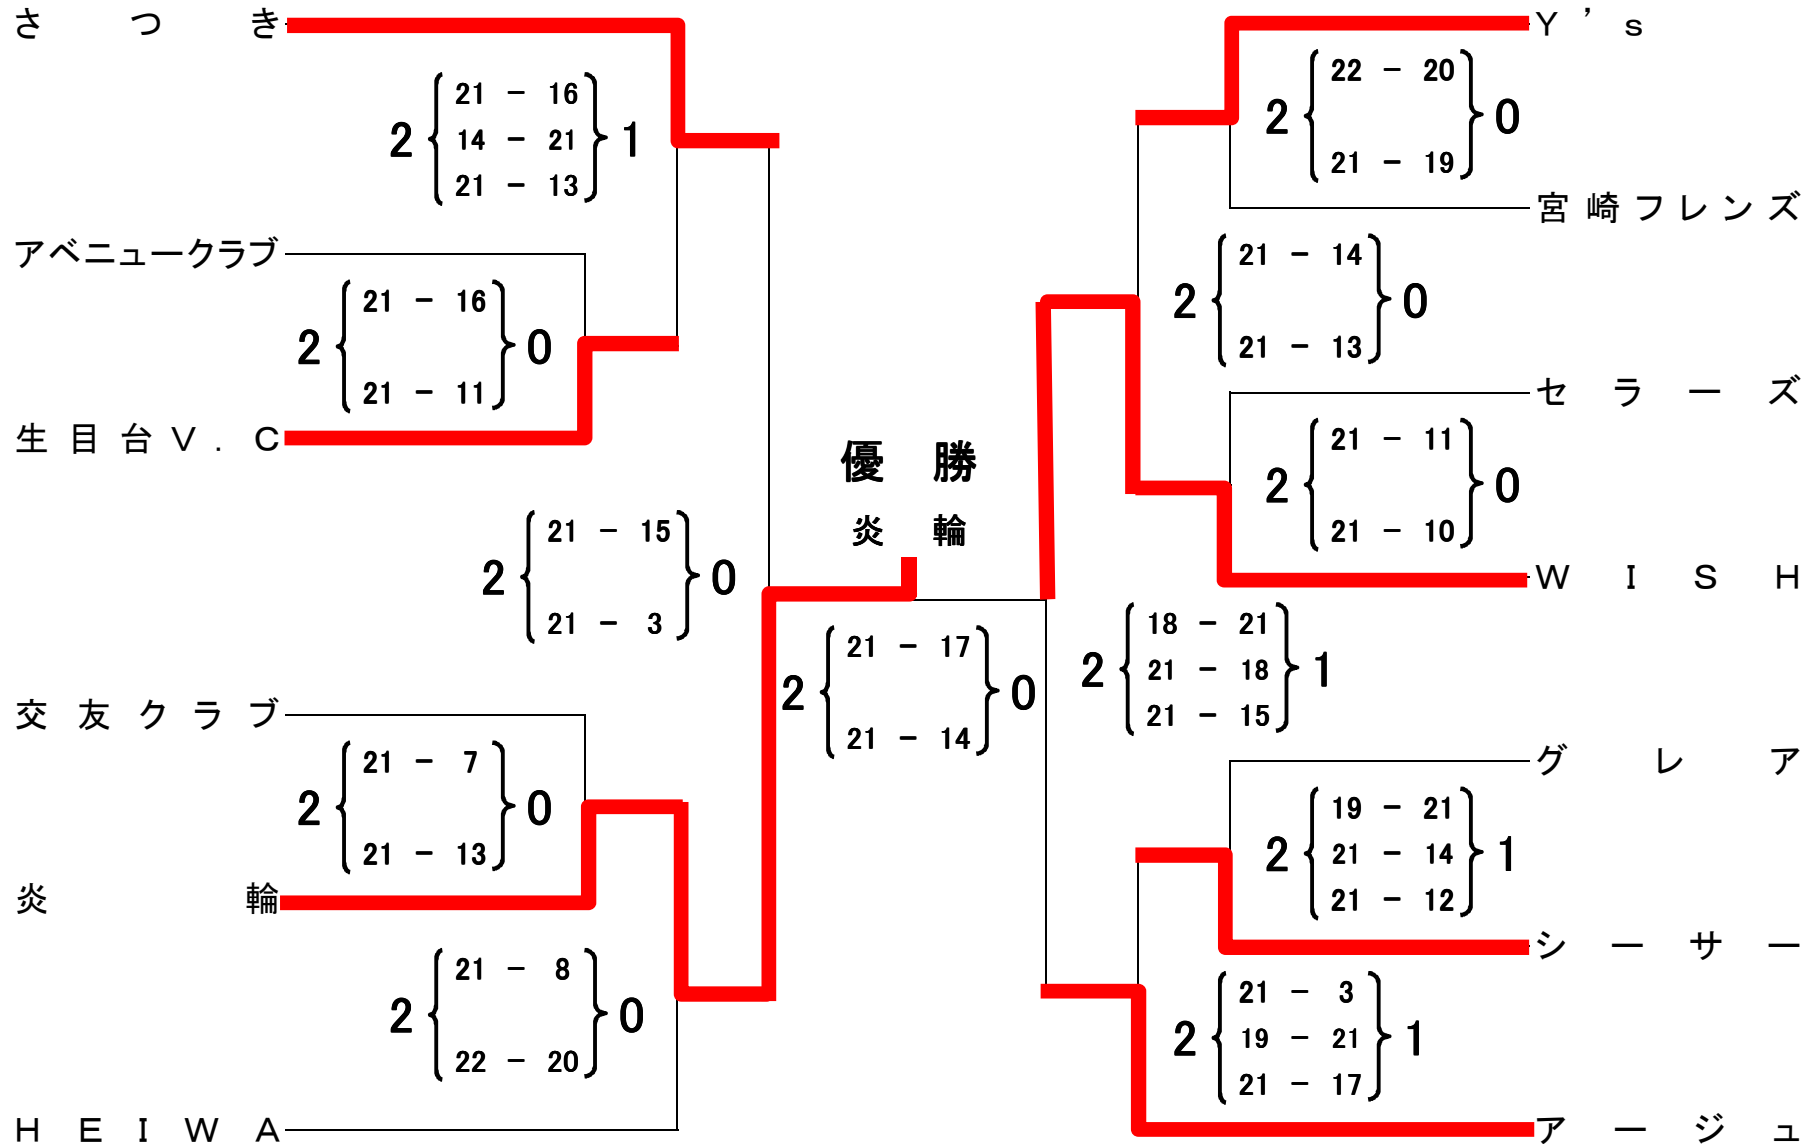 さつき
2 21 - 16 1
14 - 21
21 - 13
アベニュークラブ
2 21 - 16 0
21 - 11
生目台V.C
2 21 - 15 0
21 - 3
交友クラブ
2 21 - 7 0
21 - 13
炎輪
2 21 - 8 0
22 - 20
HEIWA
優勝
炎輪
2 21 - 17 0
21 - 14
Y's
2 22 - 20 0
21 - 19
宮崎フレンズ
2 21 - 14 0
21 - 13
セラーズ
2 21 - 11 0
21 - 10
WISH
2 18 - 21 1
21 - 18
21 - 15
グレア
2 19 - 21 1
21 - 14
21 - 12
シーサー
2 21 - 3 1
19 - 21
21 - 17
アージュ